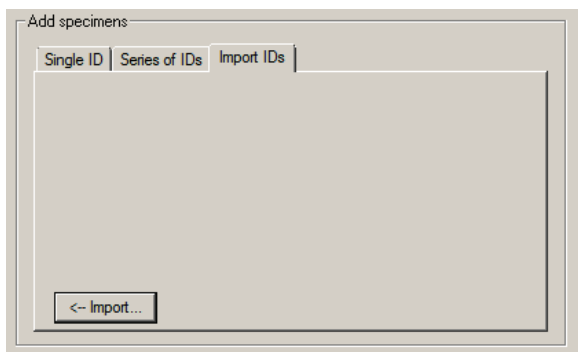 Add specimens
Single ID Series of IDs Import IDs
<-- Import...